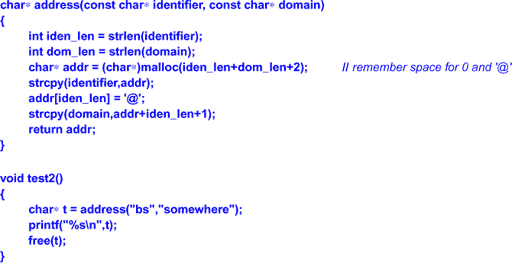 char* address(const char* identifier, const char* domain)
{
int iden_len = strlen(identifier);
int dom_len = strlen(domain);
char* addr = (char*)malloc(iden_len+dom_len+2); // remember space for 0 and '@'
strcpy(identifier,addr);
addr[iden_len] = '@';
strcpy(domain,addr+iden_len+1);
return addr;
}
void test2()
{
char* t = address("bs","somewhere");
printf("%s\n",t);
free(t);
}